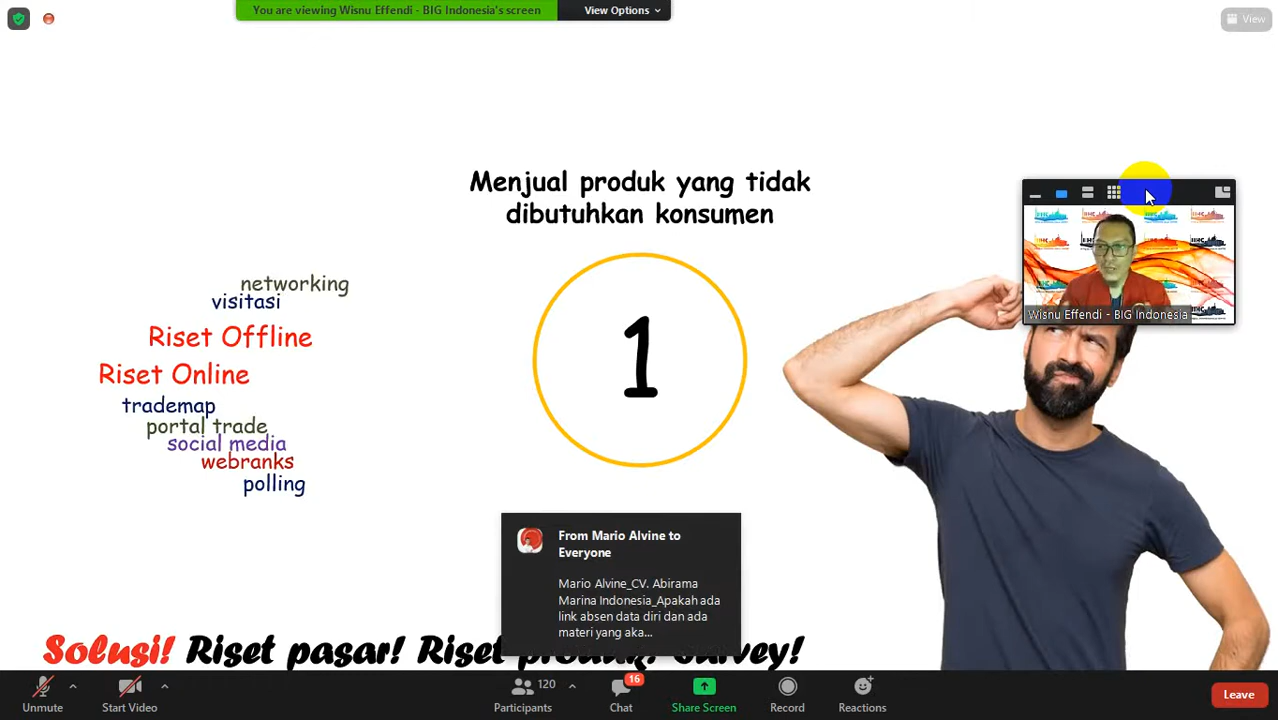 You are viewing Wisnu Effendi - BIG Indonesia's screen
View Options
View
Menjual produk yang tidak
dibutuhkan konsumen
networking
visitasi
Riset Offline
Riset Online
trademap
portal trade
social media
webranks
polling
1
Wisnu Effendi - BIG Indonesia
From Mario Alvine to
Everyone
Mario Alvine_CV. Abirama
Marina Indonesia_Apakah ada
link absen data diri dan ada
materi yang aka...
Solusi! Riset pasar! Riset produk! Survey!
Unmute
Start Video
120
Participants
16
Chat
Share Screen
Record
Reactions
Leave